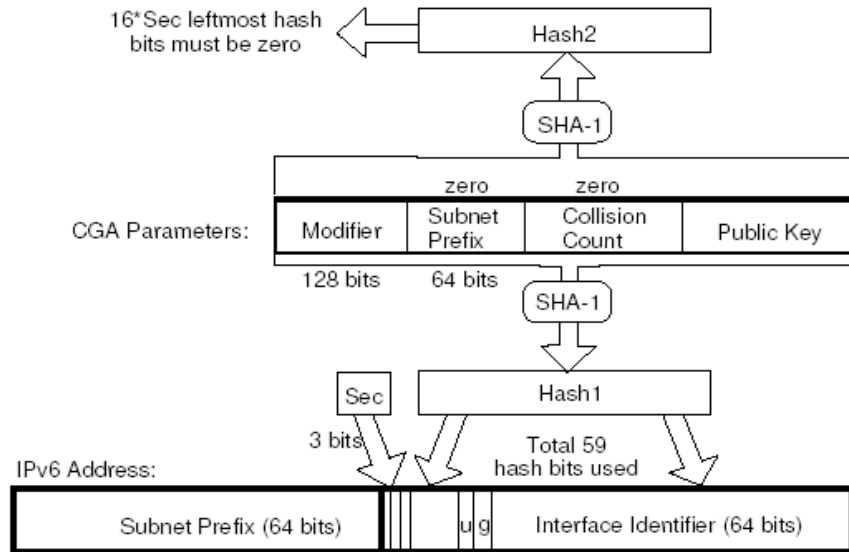 16*Sec leftmost hash
bits must be zero
Hash2
SHA-1
zero
zero
CGA Parameters:
Modifier
Subnet
Prefix
Collision
Count
Public Key
128 bits
64 bits
SHA-1
Sec
Hash1
3 bits
Total 59
hash bits used
IPv6 Address:
Subnet Prefix (64 bits)
u
g
Interface Identifier (64 bits)